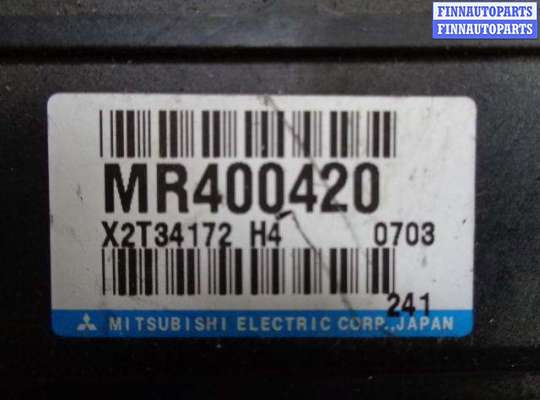 FINNAUTOPARTS
FINNAUTOPARTS
MR400420
X2T34172 H4 0703
241
MITSUBISHI ELECTRIC CORP.,JAPAN